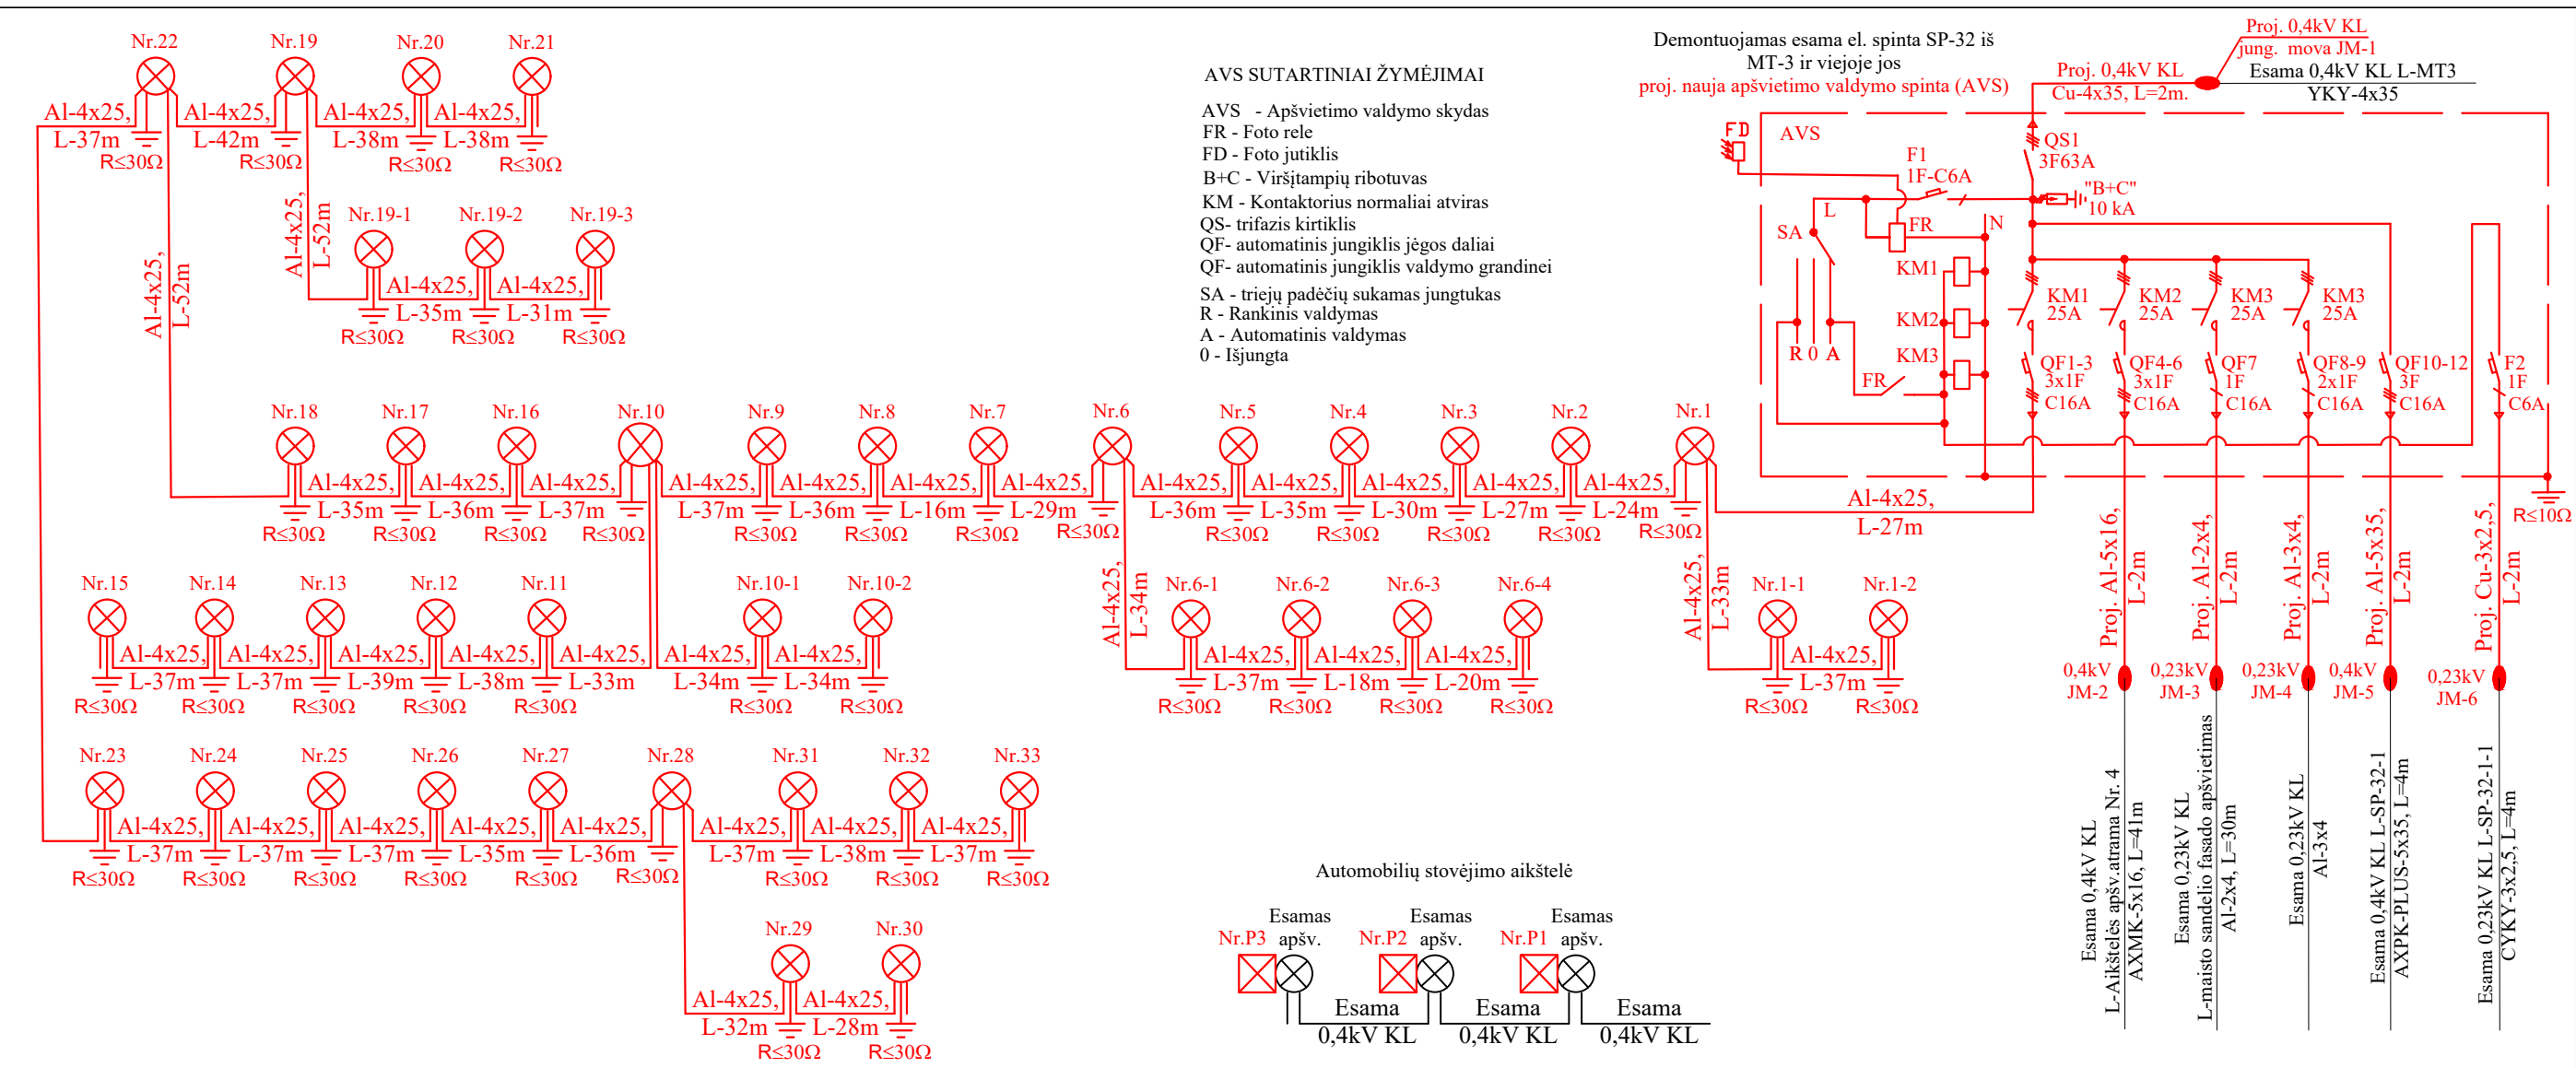 Nr.22
Nr.19
Nr.20
Nr.21
Al-4x25,
L-37m
Al-4x25,
L-42m
Al-4x25,
L-38m
Al-4x25,
L-38m
R≤30Ω
R≤30Ω
R≤30Ω
R≤30Ω
Al-4x25,
L-52m
Al-4x25,
L-52m
Nr.19-1
Nr.19-2
Nr.19-3
Al-4x25,
L-35m
Al-4x25,
L-31m
R≤30Ω
R≤30Ω
R≤30Ω
AVS SUTARTINIAI ŽYMĖJIMAI
AVS - Apšvietimo valdymo skydas
FR - Foto rele
FD - Foto jutiklis
B+C - Viršįtampių ribotuvas
KM - Kontaktorius normaliai atviras
QS- trifazis kirtiklis
QF- automatinis jungiklis jėgos daliai
QF- automatinis jungiklis valdymo grandinei
SA - triejų padėčių sukamas jungtukas
R - Rankinis valdymas
A - Automatinis valdymas
0 - Išjungta
Demontuojamas esama el. spinta SP-32 iš
MT-3 ir viejoje jos
proj. nauja apšvietimo valdymo spinta (AVS)
Proj. 0,4kV KL
jung. mova JM-1
Proj. 0,4kV KL
Cu-4x35, L=2m.
Esama 0,4kV KL L-MT3
YKY-4x35
FD
AVS
QS1
3F63A
F1
1F-C6A
"B+C"
10 kA
L
SA
FR
N
KM1
KM2
KM3
R 0 A
FR
KM1
25A
KM2
25A
KM3
25A
KM3
25A
QF1-3
3x1F
C16A
QF4-6
3x1F
C16A
QF7
1F
C16A
QF8-9
2x1F
C16A
QF10-12
3F
C16A
F2
1F
C6A
R≤10Ω
Nr.18
Nr.17
Nr.16
Nr.10
Nr.9
Nr.8
Nr.7
Nr.6
Nr.5
Nr.4
Nr.3
Nr.2
Nr.1
Al-4x25,
L-35m
Al-4x25,
L-36m
Al-4x25,
L-37m
Al-4x25,
L-37m
Al-4x25,
L-36m
Al-4x25,
L-16m
Al-4x25,
L-29m
Al-4x25,
L-36m
Al-4x25,
L-35m
Al-4x25,
L-30m
Al-4x25,
L-27m
Al-4x25,
L-24m
Al-4x25,
L-27m
R≤30Ω
R≤30Ω
R≤30Ω
R≤30Ω
R≤30Ω
R≤30Ω
R≤30Ω
R≤30Ω
R≤30Ω
R≤30Ω
R≤30Ω
R≤30Ω
R≤30Ω
Nr.15
Nr.14
Nr.13
Nr.12
Nr.11
Nr.10-1
Nr.10-2
Al-4x25,
L-34m
Nr.6-1
Nr.6-2
Nr.6-3
Nr.6-4
Al-4x25,
L-33m
Nr.1-1
Nr.1-2
Al-4x25,
L-37m
Al-4x25,
L-37m
Al-4x25,
L-39m
Al-4x25,
L-38m
Al-4x25,
L-33m
Al-4x25,
L-34m
Al-4x25,
L-34m
Al-4x25,
L-37m
Al-4x25,
L-18m
Al-4x25,
L-20m
Al-4x25,
L-37m
R≤30Ω
R≤30Ω
R≤30Ω
R≤30Ω
R≤30Ω
R≤30Ω
R≤30Ω
R≤30Ω
R≤30Ω
R≤30Ω
R≤30Ω
R≤30Ω
R≤30Ω
Proj. Al-5x16,
L-2m
Proj. Al-2x4,
L-2m
Proj. Al-3x4,
L-2m
Proj. Al-5x35,
L-2m
Proj. Cu-3x2,5,
L-2m
0,4kV
JM-2
0,23kV
JM-3
0,23kV
JM-4
0,4kV
JM-5
0,23kV
JM-6
Esama 0,4kV KL
L-Aikštelės apšv.atrama Nr. 4
AXMK-5x16, L=41m
Esama 0,23kV KL
L-maisto sandelio fasado apšvietimas
Al-2x4, L=30m
Esama 0,23kV KL
Al-3x4
Esama 0,4kV KL L-SP-32-1
AXPK-PLUS-5x35, L=4m
Esama 0,23kV KL L-SP-32-1-1
CYKY-3x2,5, L=4m
Nr.23
Nr.24
Nr.25
Nr.26
Nr.27
Nr.28
Nr.31
Nr.32
Nr.33
Al-4x25,
L-37m
Al-4x25,
L-37m
Al-4x25,
L-37m
Al-4x25,
L-35m
Al-4x25,
L-36m
Al-4x25,
L-37m
Al-4x25,
L-38m
Al-4x25,
L-37m
R≤30Ω
R≤30Ω
R≤30Ω
R≤30Ω
R≤30Ω
R≤30Ω
R≤30Ω
R≤30Ω
R≤30Ω
Nr.29
Nr.30
Al-4x25,
L-32m
Al-4x25,
L-28m
R≤30Ω
R≤30Ω
Automobilių stovėjimo aikštelė
Nr.P3
Esamas
apšv.
Nr.P2
Esamas
apšv.
Nr.P1
Esamas
apšv.
Esama
0,4kV KL
Esama
0,4kV KL
Esama
0,4kV KL